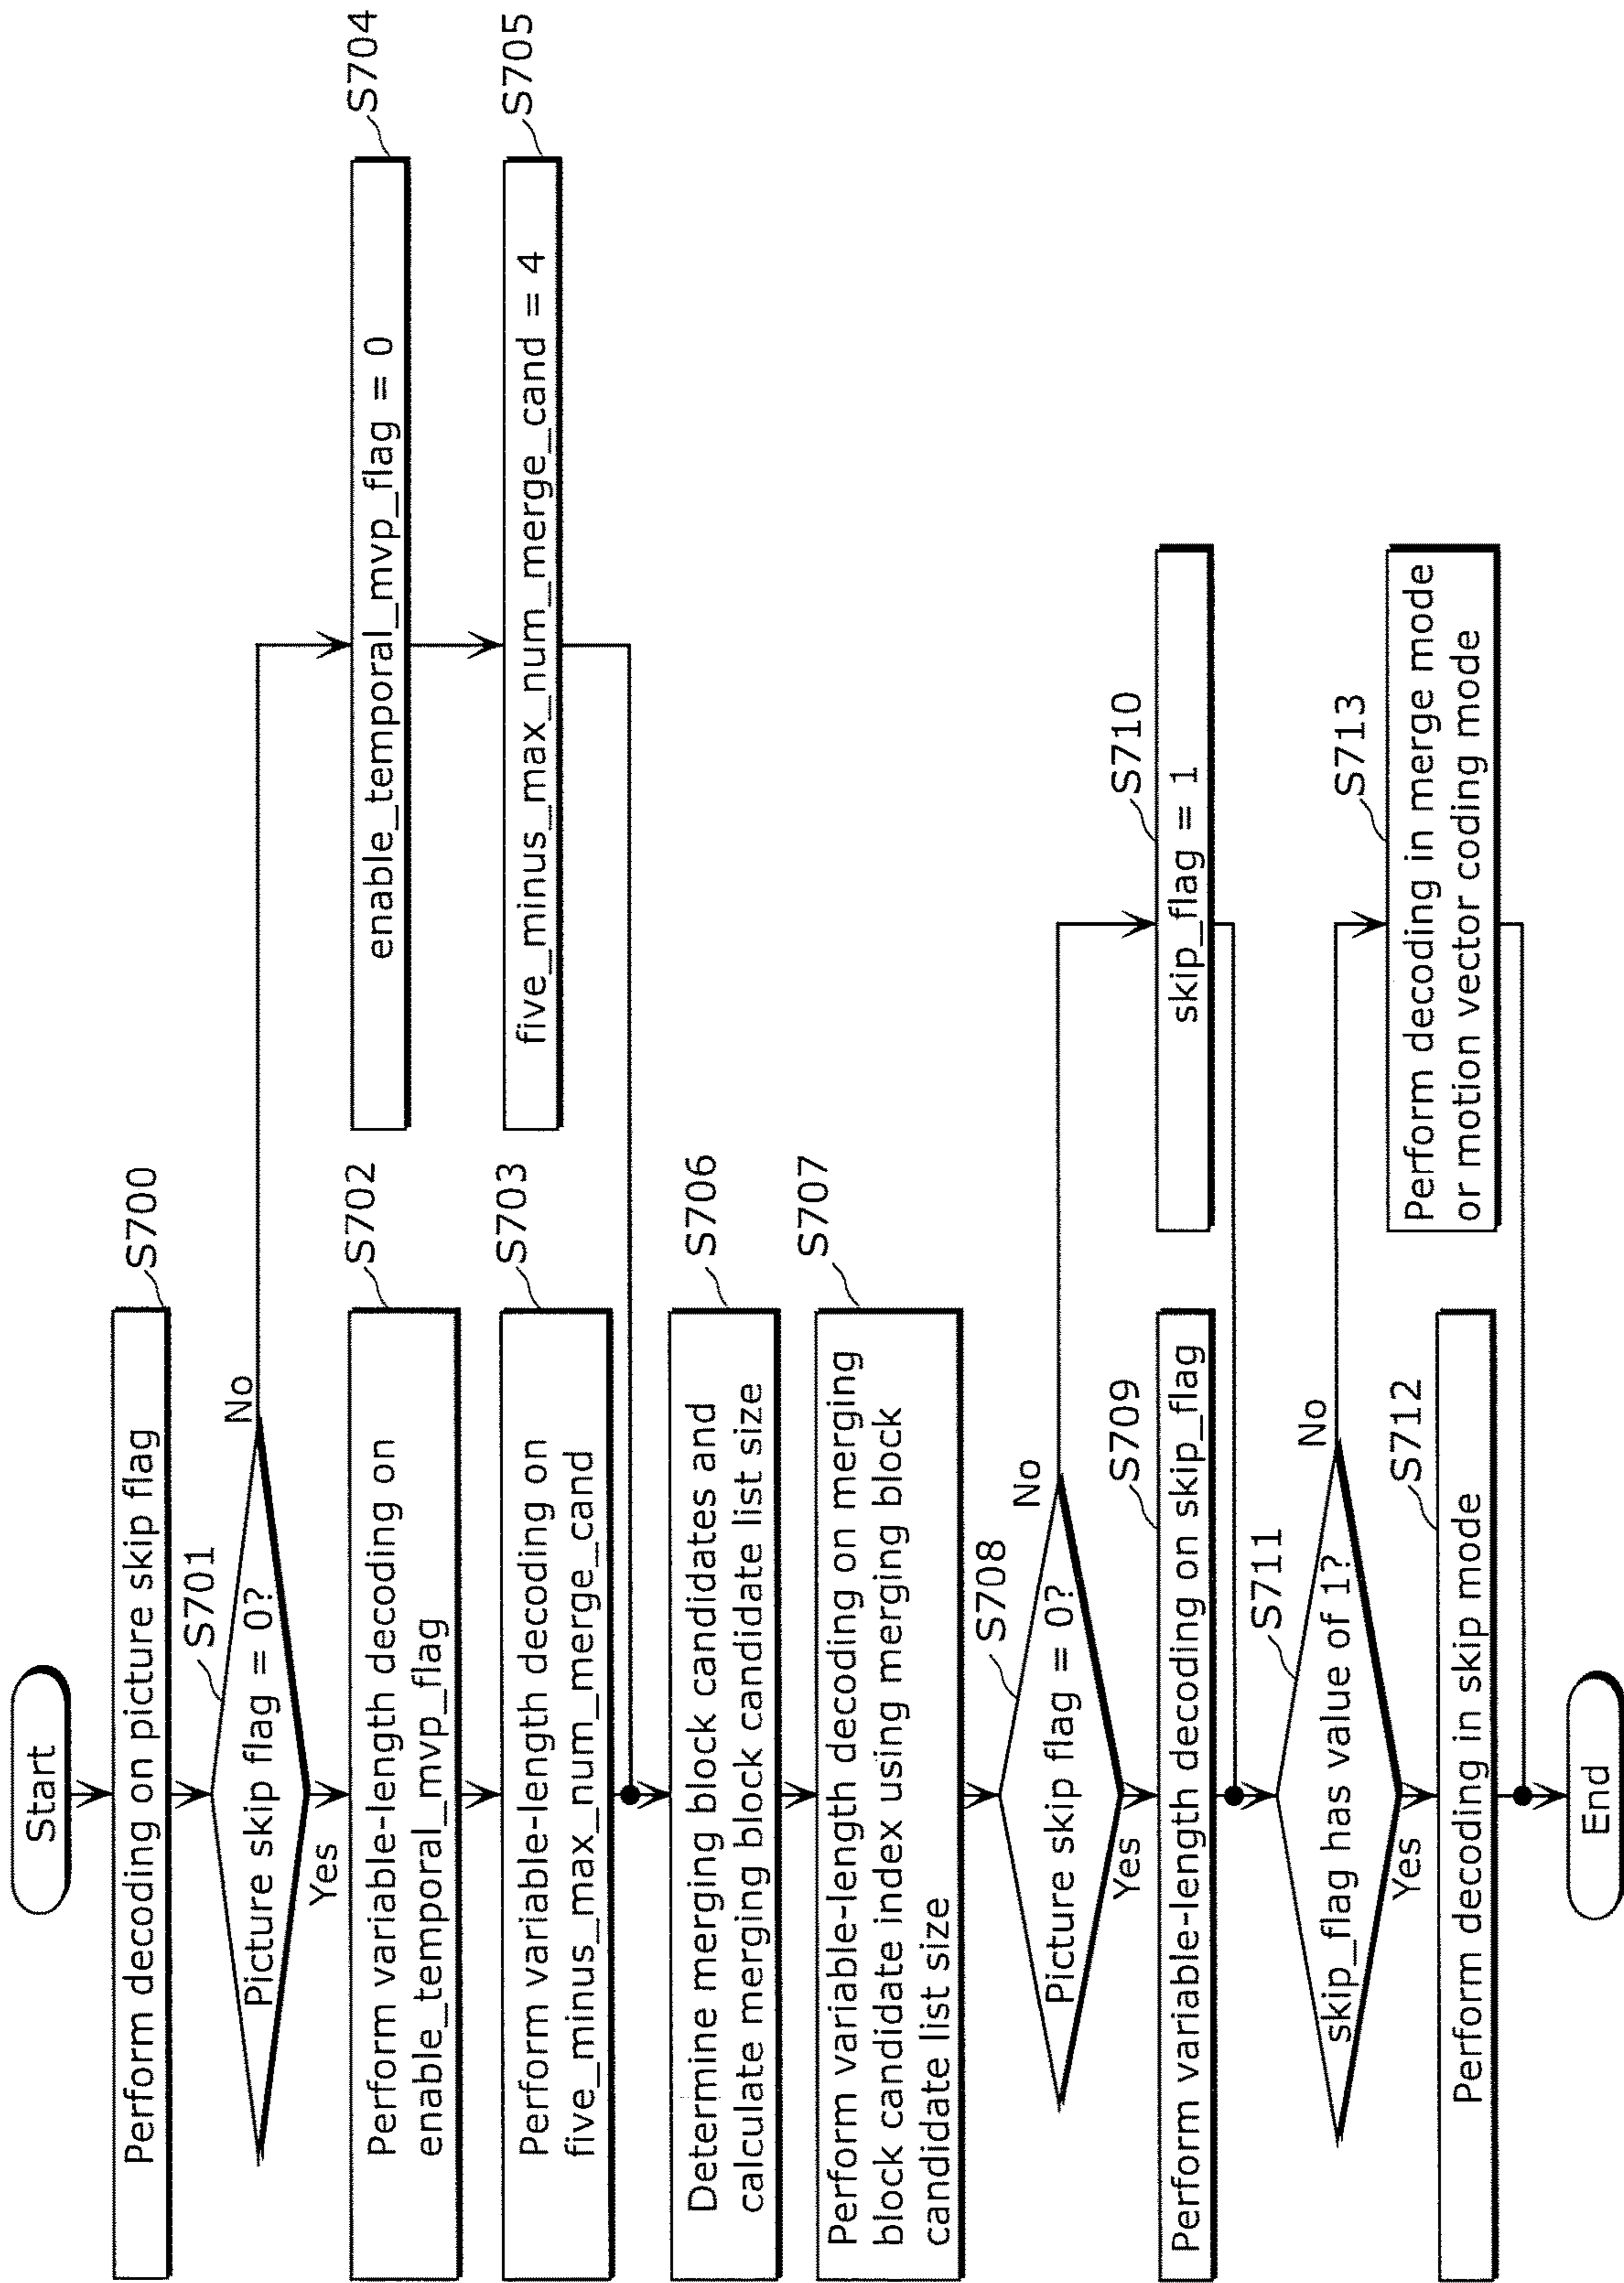 Start
Perform decoding on picture skip flag
S700
S701
Picture skip flag = 0?
No
Yes
Perform variable-length decoding on
enable_temporal_mvp_flag
S702
enable_temporal_mvp_flag = 0
S704
Perform variable-length decoding on
five_minus_max_num_merge_cand
S703
five_minus_max_num_merge_cand = 4
S705
Determine merging block candidates and
calculate merging block candidate list size
S706
Perform variable-length decoding on merging
block candidate index using merging block
candidate list size
S707
S708
Picture skip flag = 0?
No
Yes
Perform variable-length decoding on skip_flag
S709
skip_flag = 1
S710
S711
skip_flag has value of 1?
No
Yes
Perform decoding in skip mode
S712
Perform decoding in merge mode
or motion vector coding mode
S713
End